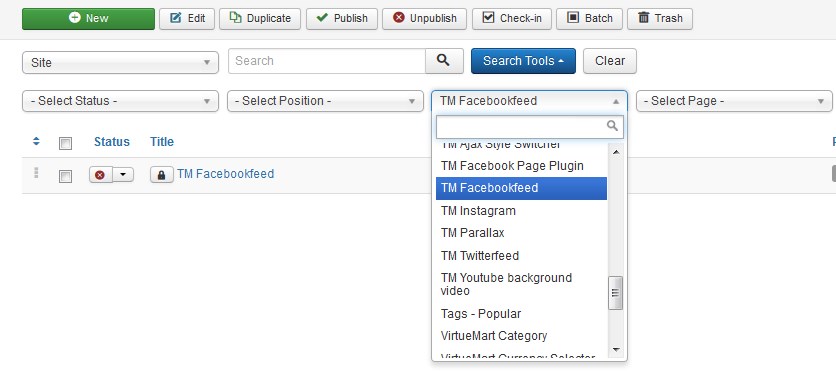 New Edit Duplicate Publish Unpublish Check-in Batch Trash
Site Search Search Tools Clear
- Select Status - - Select Position - TM Facebookfeed - Select Page -
Status Title
TM Facebookfeed
TM Ajax Style Switcher
TM Facebook Page Plugin
TM Facebookfeed
TM Instagram
TM Parallax
TM Twitterfeed
TM Youtube background
video
Tags - Popular
VirtueMart Category
VirtueMart Currency Selector